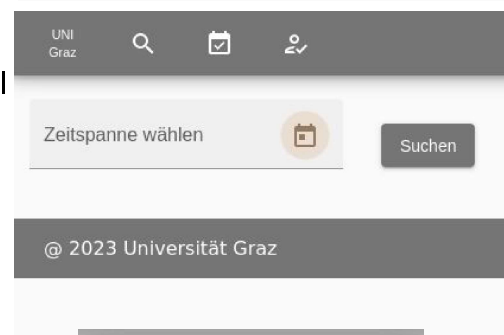 UNI
Graz
Zeitspanne wählen
Suchen
@ 2023 Universität Graz